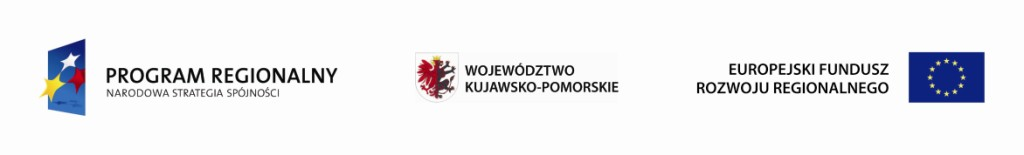 PROGRAM REGIONALNY
NARODOWA STRATEGIA SPÓJNOŚCI
WOJEWÓDZTWO
KUJAWSKO-POMORSKIE
EUROPEJSKI FUNDUSZ
ROZWOJU REGIONALNEGO